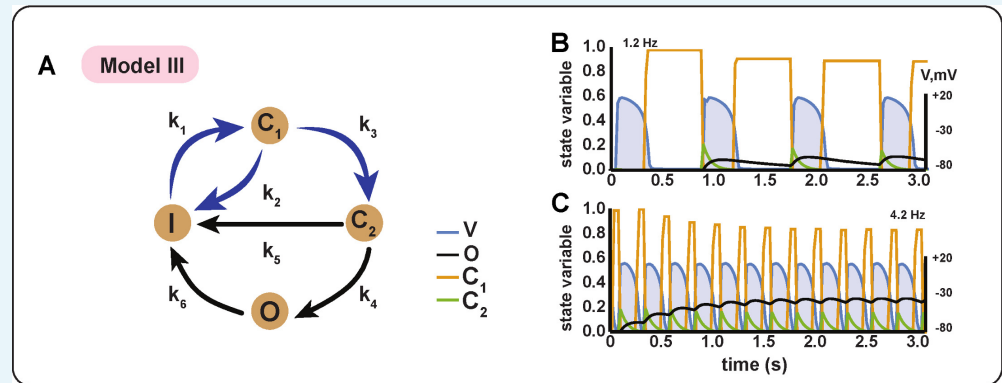 A
Model III
k1
C1
k3
k2
I
C2
k5
k6
k4
O
V
O
C1
C2
B
1.2 Hz
state variable
1.0
0.8
0.6
0.4
0.2
0.0
V,mV
+20
-30
-80
0 0.5 1.0 1.5 2.0 2.5 3.0
C
4.2 Hz
state variable
1.0
0.8
0.6
0.4
0.2
0.0
+20
-30
-80
0 0.5 1.0 1.5 2.0 2.5 3.0
time (s)